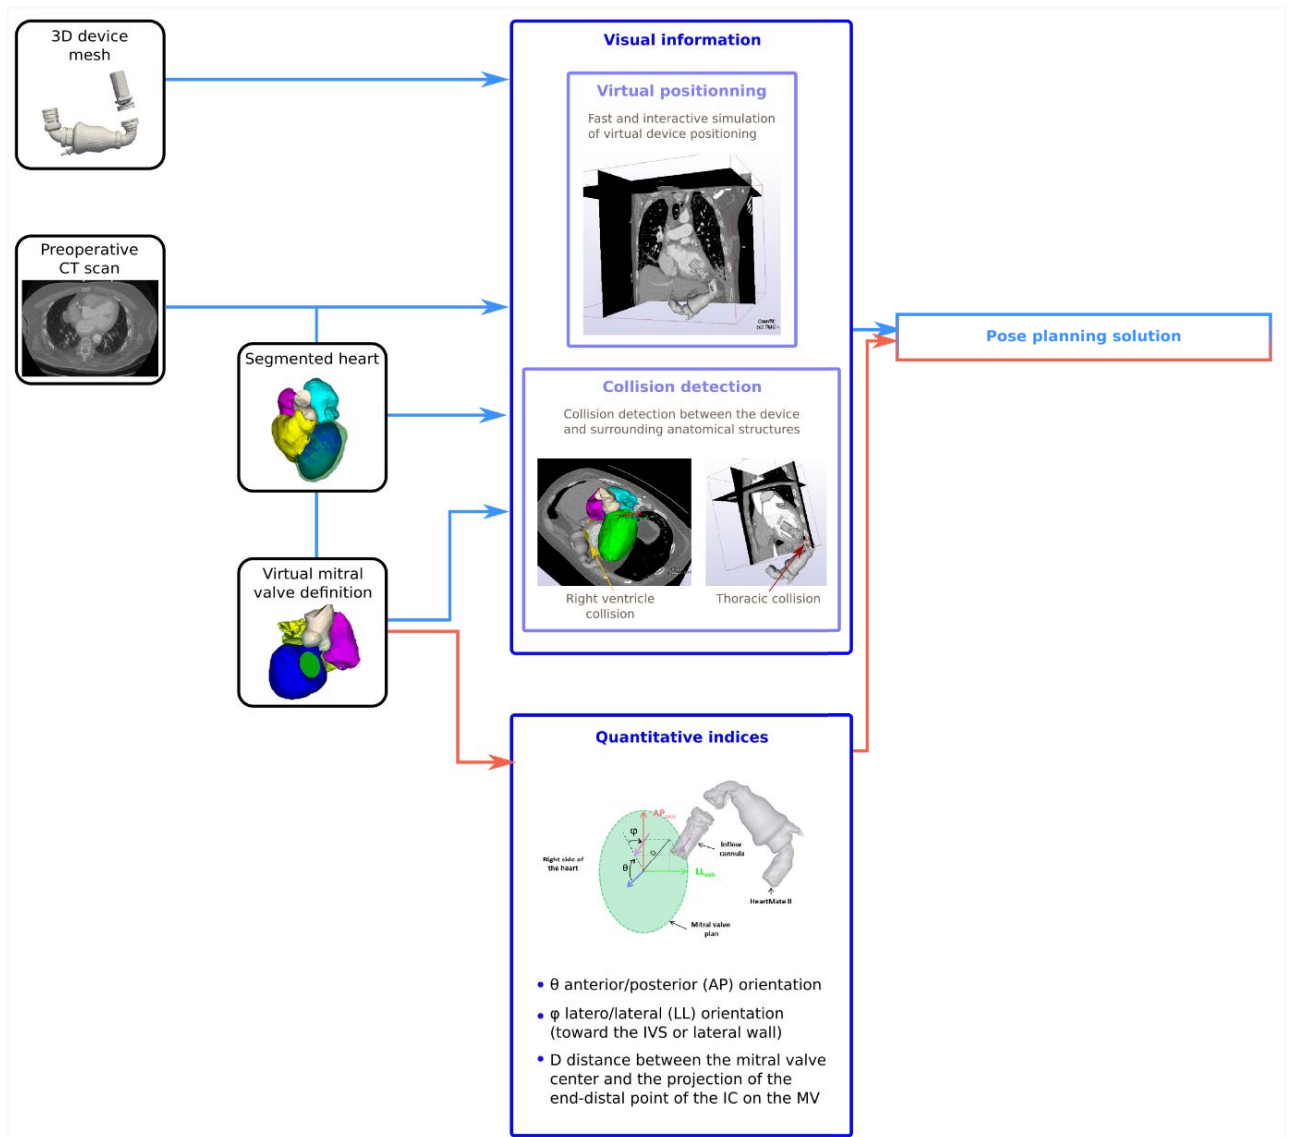 3D device
mesh
Preoperative
CT scan
Segmented heart
Virtual mitral
valve definition
Visual information
Virtual positionning
Fast and interactive simulation
of virtual device positioning
Collision detection
Collision detection between the device
and surrounding anatomical structures
Right ventricle
collision
Thoracic collision
Pose planning solution
Quantitative indices
AP
φ
θ
D
Right side of
the heart
Inflow
cannula
LL
HeartMate II
Mitral valve
plan
• θ anterior/posterior (AP) orientation
• φ latero/lateral (LL) orientation
(toward the IVS or lateral wall)
• D distance between the mitral valve
center and the projection of the
end-distal point of the IC on the MV